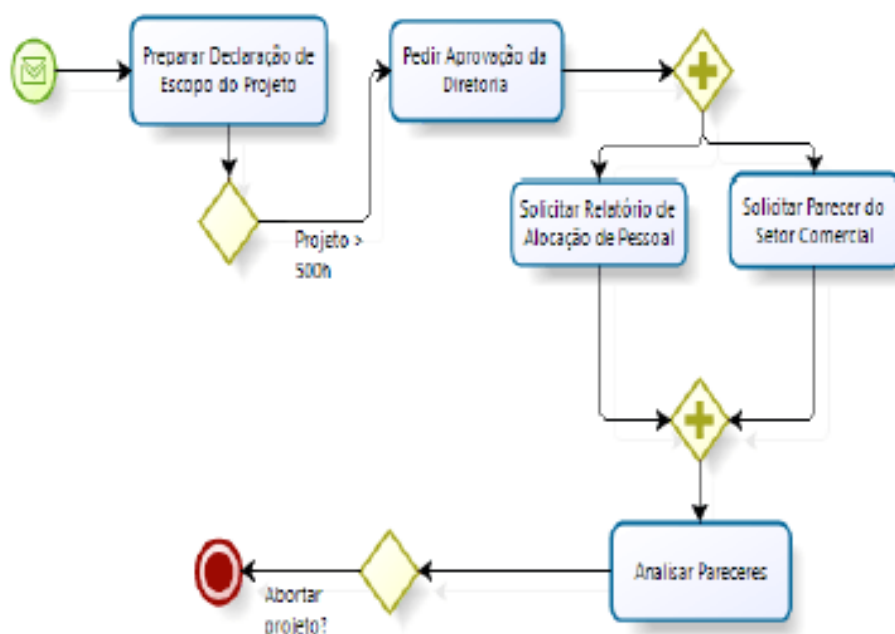 Preparar Declaração de
Escopo do Projeto
Pedir Aprovação da
Diretoria
Projeto >
500h
Solicitar Relatório de
Alocação de Pessoal
Solicitar Parecer do
Setor Comercial
Analisar Pareceres
Abortar
projeto?